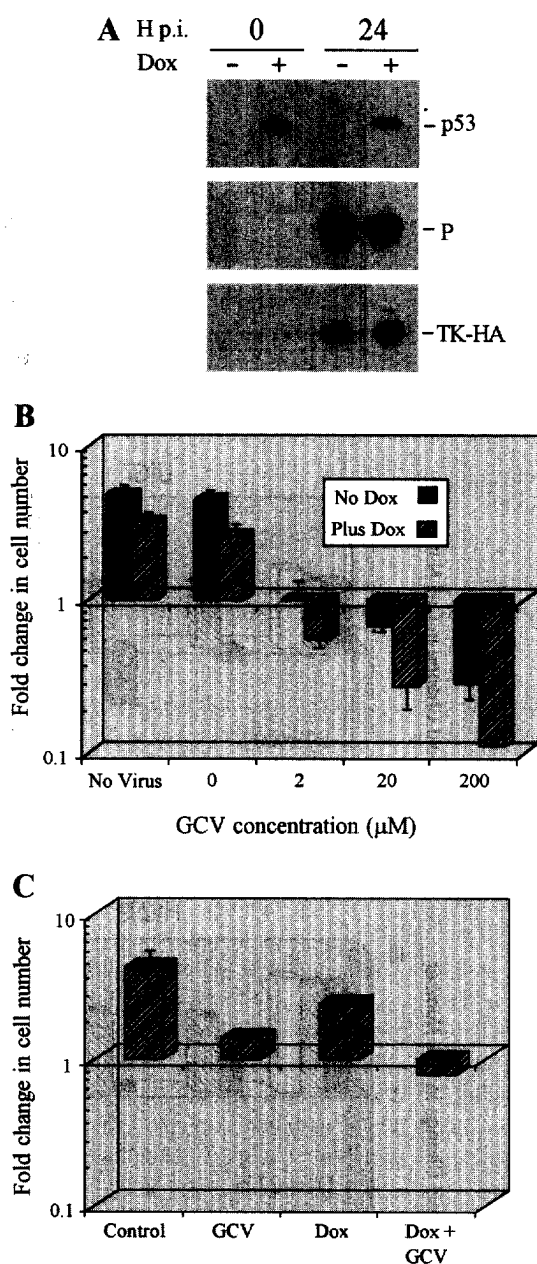 A H p.i. 0 24
Dox − + − +
p53
P
TK-HA
B
10
1
0.1
Fold change in cell number
No Dox
Plus Dox
No Virus 0 2 20 200
GCV concentration (μM)
C
10
1
0.1
Fold change in cell number
Control GCV Dox Dox +
GCV